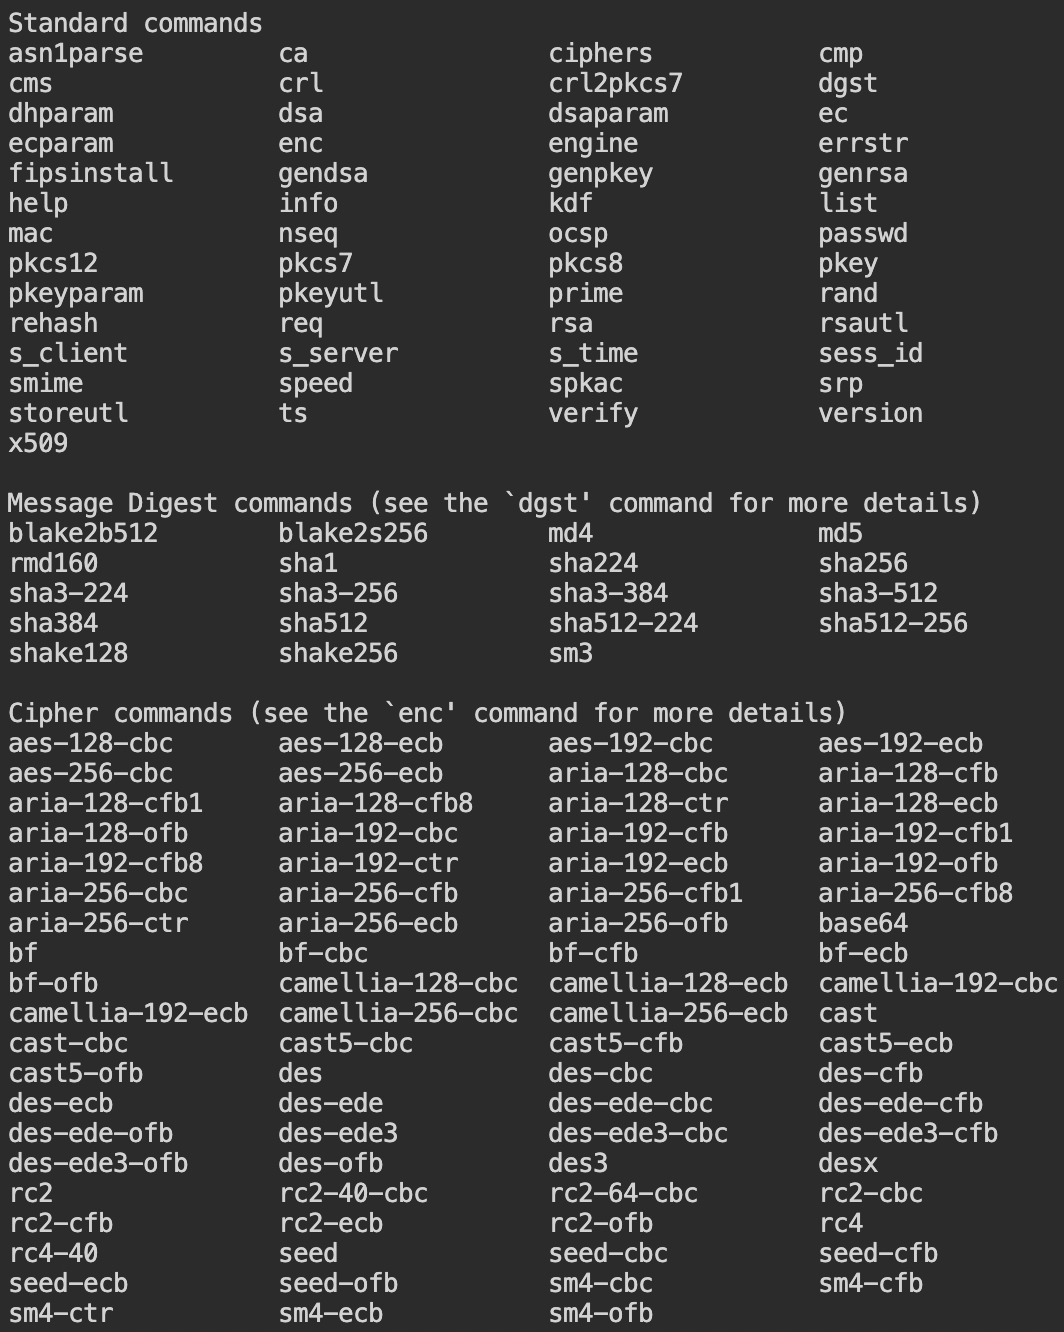 Standard commands
asn1parse         ca                ciphers           cmp
cms               crl               crl2pkcs7         dgst
dhparam           dsa               dsaparam          ec
ecparam           enc               engine            errstr
fipsinstall       gendsa            genpkey           genrsa
help              info              kdf               list
mac               nseq              ocsp              passwd
pkcs12            pkcs7             pkcs8             pkey
pkeyparam         pkeyutl           prime             rand
rehash            req               rsa               rsautl
s_client          s_server          s_time            sess_id
smime             speed             spkac             srp
storeutl          ts                verify            version
x509

Message Digest commands (see the `dgst' command for more details)
blake2b512        blake2s256        md4               md5
rmd160            sha1              sha224            sha256
sha3-224          sha3-256          sha3-384          sha3-512
sha384            sha512            sha512-224        sha512-256
shake128          shake256          sm3

Cipher commands (see the `enc' command for more details)
aes-128-cbc       aes-128-ecb       aes-192-cbc       aes-192-ecb
aes-256-cbc       aes-256-ecb       aria-128-cbc      aria-128-cfb
aria-128-cfb1     aria-128-cfb8     aria-128-ctr      aria-128-ecb
aria-128-ofb      aria-192-cbc      aria-192-cfb      aria-192-cfb1
aria-192-cfb8     aria-192-ctr      aria-192-ecb      aria-192-ofb
aria-256-cbc      aria-256-cfb      aria-256-cfb1     aria-256-cfb8
aria-256-ctr      aria-256-ecb      aria-256-ofb      base64
bf                bf-cbc            bf-cfb            bf-ecb
bf-ofb            camellia-128-cbc  camellia-128-ecb  camellia-192-cbc
camellia-192-ecb  camellia-256-cbc  camellia-256-ecb  cast
cast-cbc          cast5-cbc         cast5-cfb         cast5-ecb
cast5-ofb         des               des-cbc           des-cfb
des-ecb           des-ede           des-ede-cbc       des-ede-cfb
des-ede-ofb       des-ede3          des-ede3-cbc      des-ede3-cfb
des-ede3-ofb      des-ofb           des3              desx
rc2               rc2-40-cbc        rc2-64-cbc        rc2-cbc
rc2-cfb           rc2-ecb           rc2-ofb           rc4
rc4-40            seed              seed-cbc          seed-cfb
seed-ecb          seed-ofb          sm4-cbc           sm4-cfb
sm4-ctr           sm4-ecb           sm4-ofb